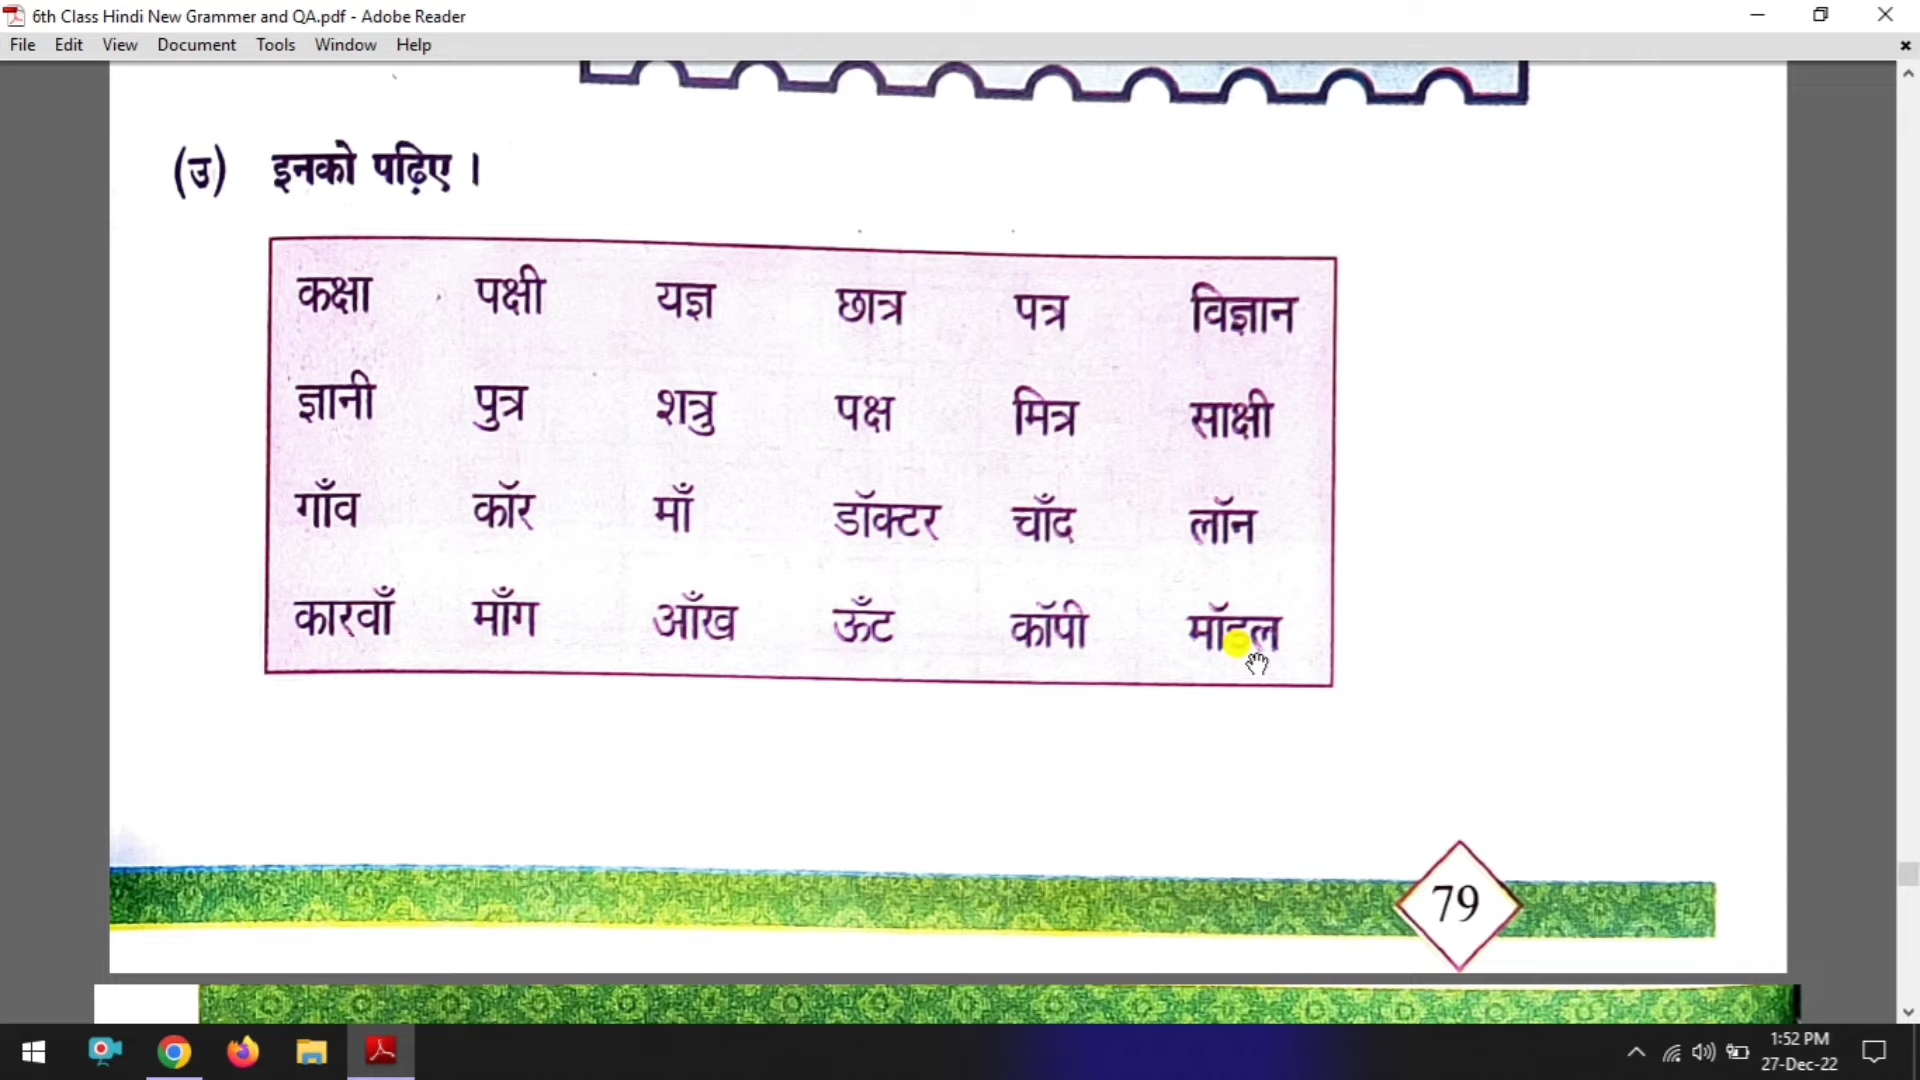 6th Class Hindi New Grammer and QA.pdf - Adobe Reader
File Edit View Document Tools Window Help
(उ) इनको पढ़िए ।
कक्षा पक्षी यज्ञ छात्र पत्र विज्ञान
ज्ञानी पुत्र शत्रु पक्ष मित्र साक्षी
गाँव कॉर माँ डॉक्टर चाँद लॉन
कारवाँ माँग आँख ऊँट कॉपी मॉडल
79
1:52 PM
27-Dec-22